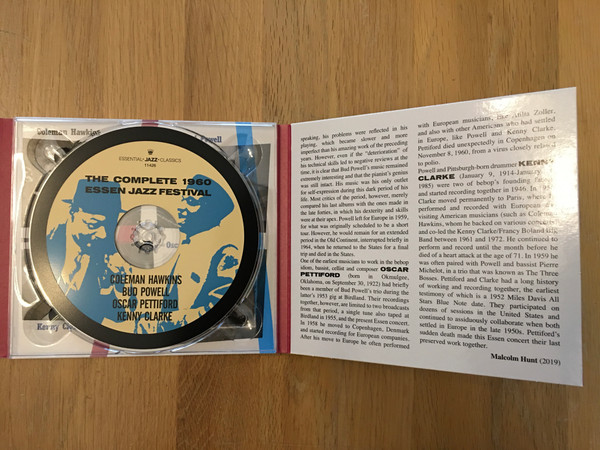 Coleman Hawkins
Powell
ESSENTIAL JAZZ CLASSICS
11429
THE COMPLETE 1960
ESSEN JAZZ FESTIVAL
COLEMAN HAWKINS
BUD POWELL
OSCAR PETTIFORD
KENNY CLARKE
Kenny
speaking, his problems were reflected in his
playing, which became slower and more
imperfect than his amazing work of the preceding
years. However, even if the "deterioration" of
his technical skills led to negative reviews at the
time, it is clear that Bud Powell's music remained
extremely interesting and that the pianist's genius
was still intact. His music was his only outlet
for self-expression during this dark period of his
life. Most critics of the period, however, merely
compared his last albums with the ones made in
the late forties, in which his dexterity and skills
were at their apex. Powell left for Europe in 1959,
for what was originally scheduled to be a short
tour. However, he would remain for an extended
period in the Old Continent, interrupted briefly in
1964, when he returned to the States for a final
trip and died in the States.
One of the earliest musicians to work in the bebop
idiom, bassist, cellist and composer OSCAR
PETTIFORD (born in Okmulgee,
Oklahoma, on September 30, 1922) had briefly
been a member of Bud Powell's trio during the
latter's 1953 gig at Birdland. Their recordings
together, however, are limited to two broadcasts
from that period, a single tune also taped at
Birdland in 1955, and the present Essen concert.
In 1958 he moved to Copenhagen, Denmark
and started recording for European companies.
After his move to Europe he often performed
with European musicians, like Attila Zoller,
and also with other Americans who had settled
in Europe, like Powell and Kenny Clarke.
Pettiford died unexpectedly in Copenhagen on
November 8, 1960, from a virus closely related
to polio.
Powell and Pittsburgh-born drummer KENNY
CLARKE (January 9, 1914-January
1985) were two of bebop's founding
and started recording together in 1946. In
Clarke moved permanently to Paris, where
performed and recorded with European
visiting American musicians (such as Coleman
Hawkins, whom he backed on various
and co-led the Kenny Clarke/Francy Boland Big
Band between 1961 and 1972. He continued to
perform and record until the month before he
died of a heart attack at the age of 71. In 1959 he
was often paired with Powell and bassist Pierre
Michelot, in a trio that was known as The Three
Bosses. Pettiford and Clarke had a long history
of working and recording together, the earliest
testimony of which is a 1952 Miles Davis All
Stars Blue Note date. They participated on
dozens of sessions in the United States and
continued to assiduously collaborate when both
settled in Europe in the late 1950s. Pettiford's
sudden death made this Essen concert their last
preserved work together.
Malcolm Hunt (2019)